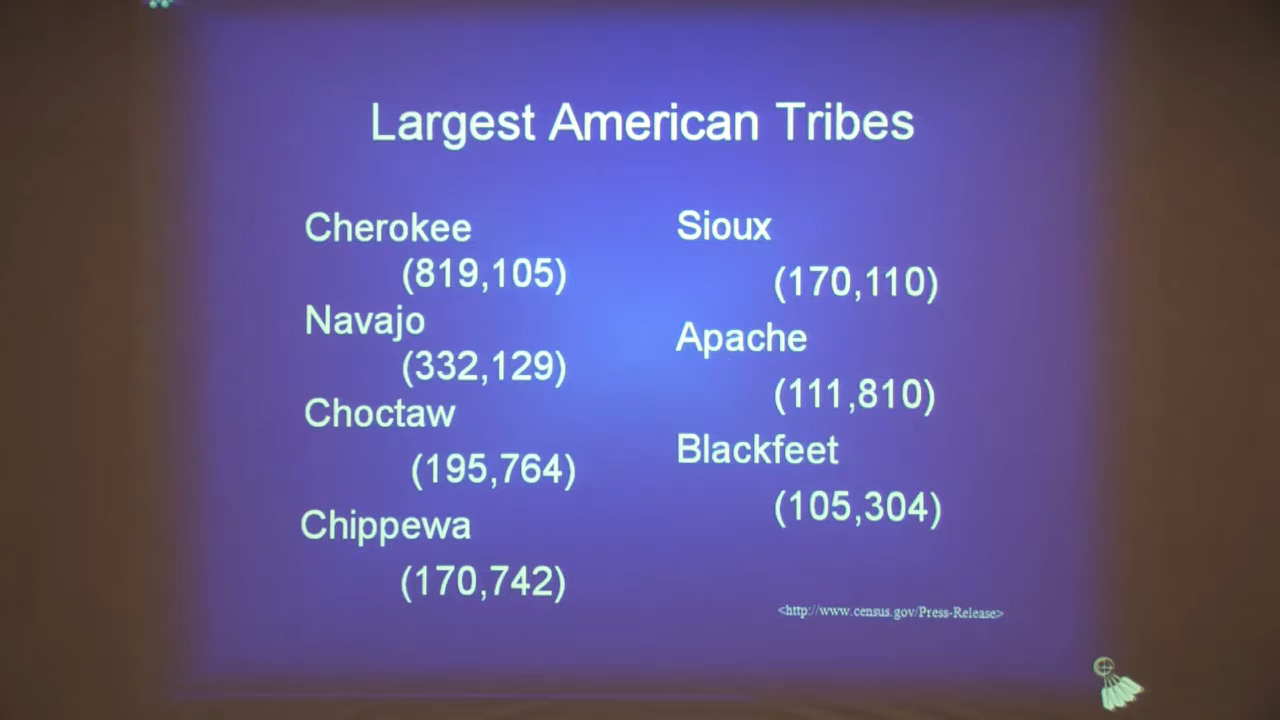 Largest American Tribes
Cherokee
(819,105)
Navajo
(332,129)
Choctaw
(195,764)
Chippewa
(170,742)
Sioux
(170,110)
Apache
(111,810)
Blackfeet
(105,304)
<http://www.census.gov/Press-Release>